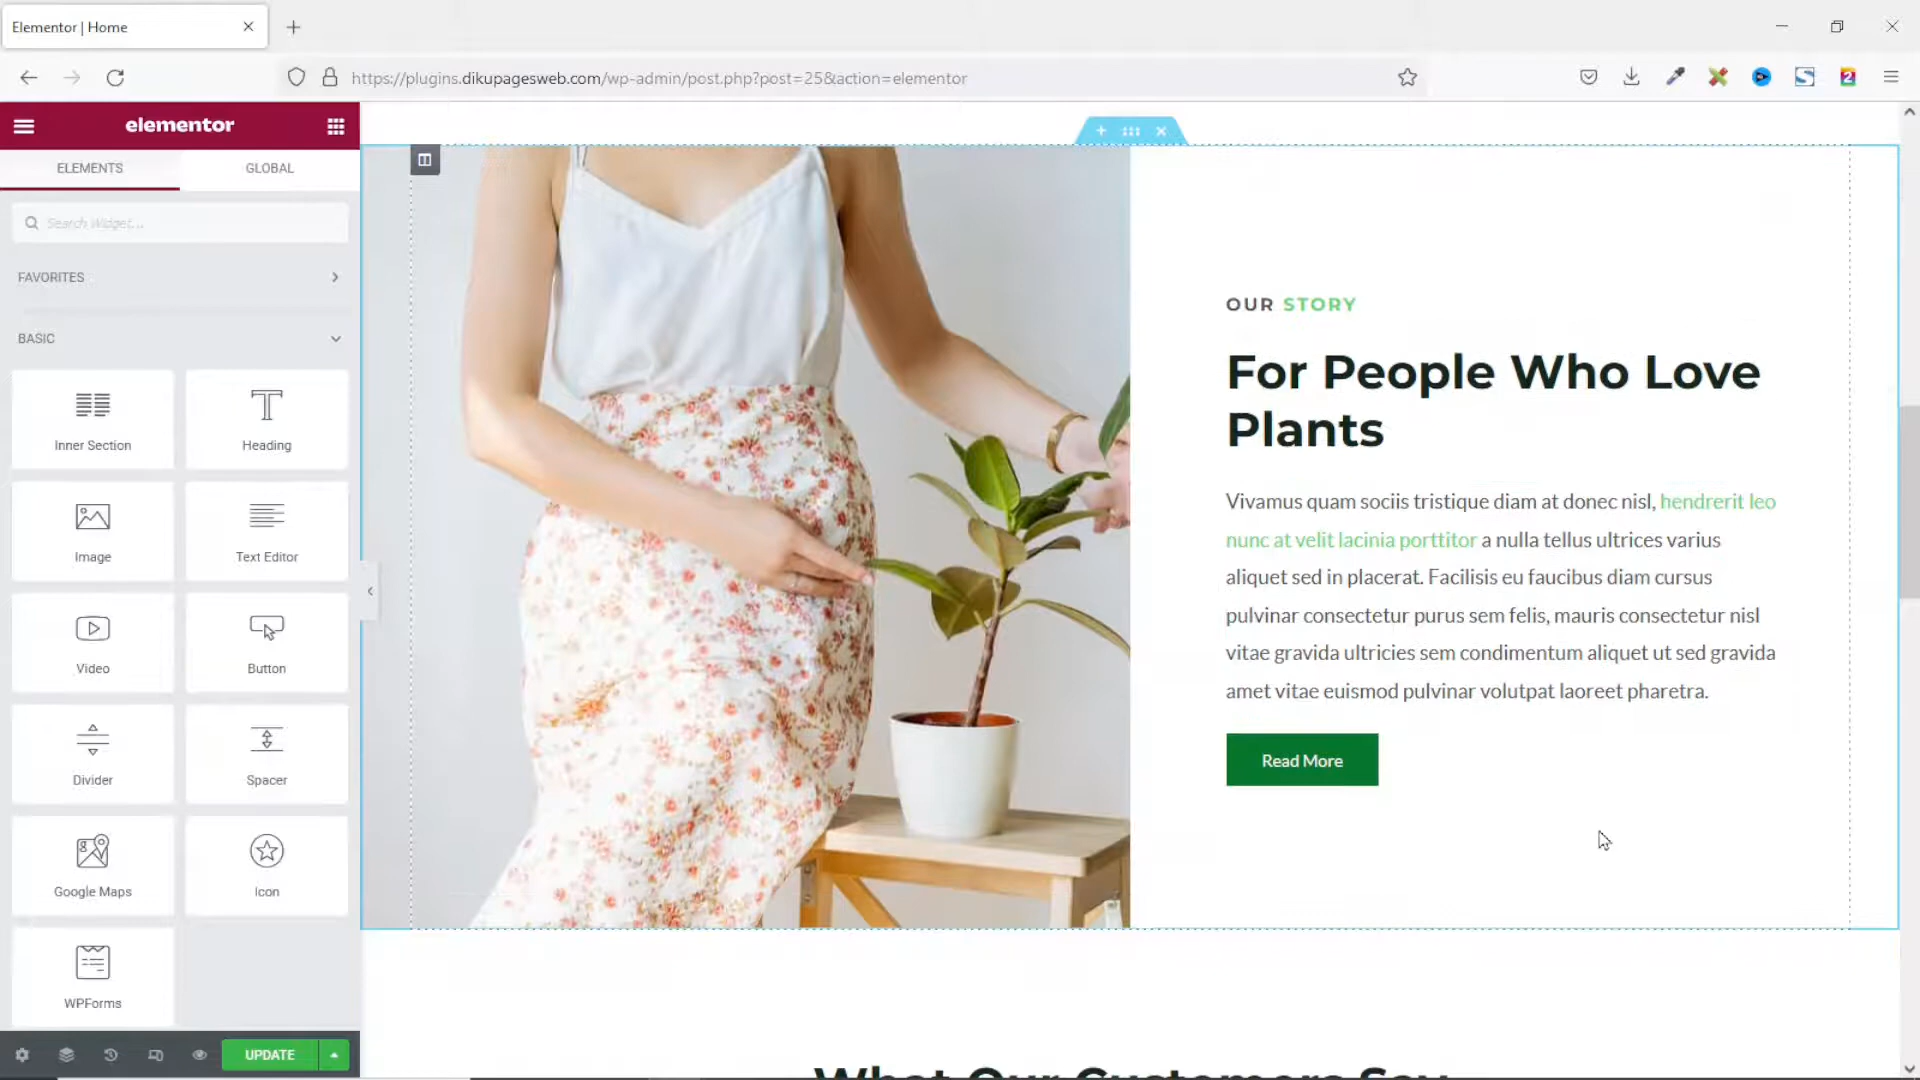 Elementor | Home
https://plugins.dikupagesweb.com/wp-admin/post.php?post=25&action=elementor
2
elementor
ELEMENTS
GLOBAL
Search Widget...
FAVORITES
BASIC
Inner Section
Heading
Image
Text Editor
Video
Button
Divider
Spacer
Google Maps
Icon
WPForms
UPDATE
OUR STORY
For People Who Love
Plants
Vivamus quam sociis tristique diam at donec nisl, hendrerit leo
nunc at velit lacinia porttitor a nulla tellus ultrices varius
aliquet sed in placerat. Facilisis eu faucibus diam cursus
pulvinar consectetur purus sem felis, mauris consectetur nisl
vitae gravida ultricies sem condimentum aliquet ut sed gravida
amet vitae euismod pulvinar volutpat laoreet pharetra.
Read More
What Our Customers Say